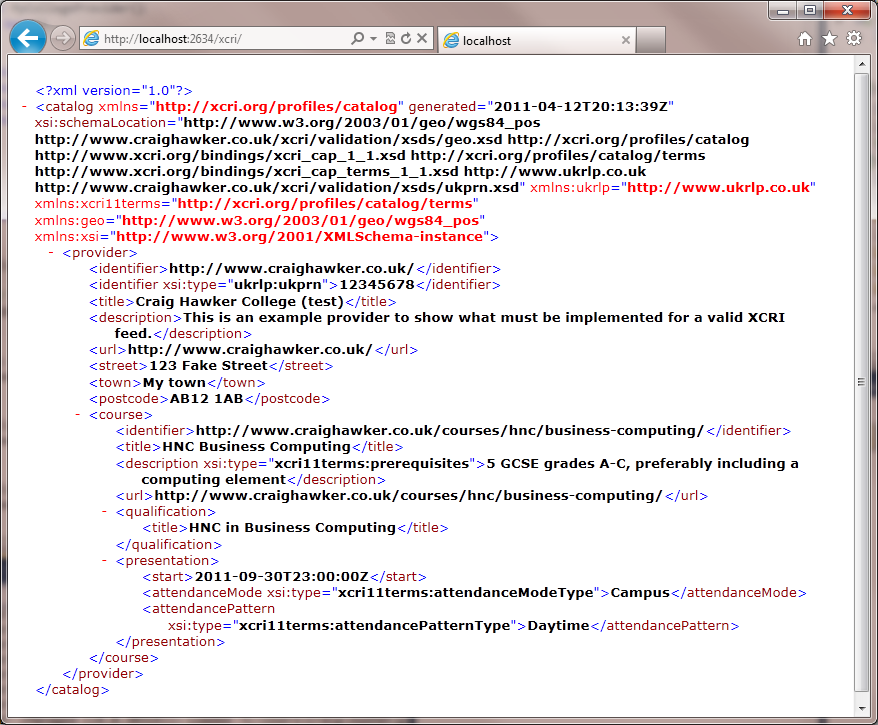 http://localhost:2634/xcri/
localhost
<?xml version="1.0"?>
- <catalog xmlns="http://xcri.org/profiles/catalog" generated="2011-04-12T20:13:39Z"
xsi:schemaLocation="http://www.w3.org/2003/01/geo/wgs84_pos
http://www.craighawker.co.uk/xcri/validation/xsds/geo.xsd http://xcri.org/profiles/catalog
http://www.xcri.org/bindings/xcri_cap_1_1.xsd http://xcri.org/profiles/catalog/terms
http://www.xcri.org/bindings/xcri_cap_terms_1_1.xsd http://www.ukrlp.co.uk
http://www.craighawker.co.uk/xcri/validation/xsds/ukprn.xsd" xmlns:ukrlp="http://www.ukrlp.co.uk"
xmlns:xcri11terms="http://xcri.org/profiles/catalog/terms"
xmlns:geo="http://www.w3.org/2003/01/geo/wgs84_pos"
xmlns:xsi="http://www.w3.org/2001/XMLSchema-instance">
- <provider>
<identifier>http://www.craighawker.co.uk/</identifier>
<identifier xsi:type="ukrlp:ukprn">12345678</identifier>
<title>Craig Hawker College (test)</title>
<description>This is an example provider to show what must be implemented for a valid XCRI
feed.</description>
<url>http://www.craighawker.co.uk/</url>
<street>123 Fake Street</street>
<town>My town</town>
<postcode>AB12 1AB</postcode>
- <course>
<identifier>http://www.craighawker.co.uk/courses/hnc/business-computing/</identifier>
<title>HNC Business Computing</title>
<description xsi:type="xcri11terms:prerequisites">5 GCSE grades A-C, preferably including a
computing element</description>
<url>http://www.craighawker.co.uk/courses/hnc/business-computing/</url>
- <qualification>
<title>HNC in Business Computing</title>
</qualification>
- <presentation>
<start>2011-09-30T23:00:00Z</start>
<attendanceMode xsi:type="xcri11terms:attendanceModeType">Campus</attendanceMode>
<attendancePattern
xsi:type="xcri11terms:attendancePatternType">Daytime</attendancePattern>
</presentation>
</course>
</provider>
</catalog>